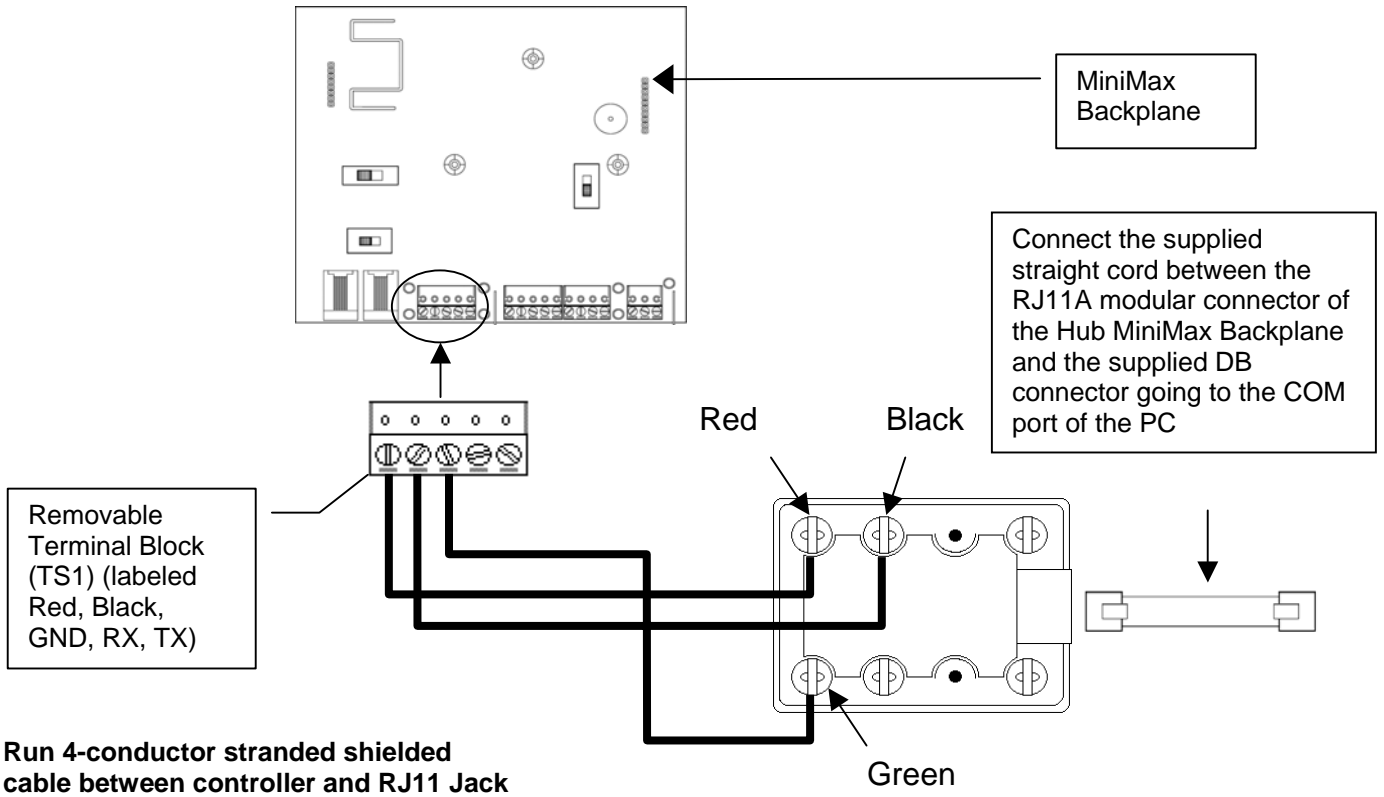 MiniMax
Backplane
Connect the supplied
straight cord between the
RJ11A modular connector of
the Hub MiniMax Backplane
and the supplied DB
connector going to the COM
port of the PC
Red
Black
Removable
Terminal Block
(TS1) (labeled
Red, Black,
GND, RX, TX)
Green
Run 4-conductor stranded shielded
cable between controller and RJ11 Jack